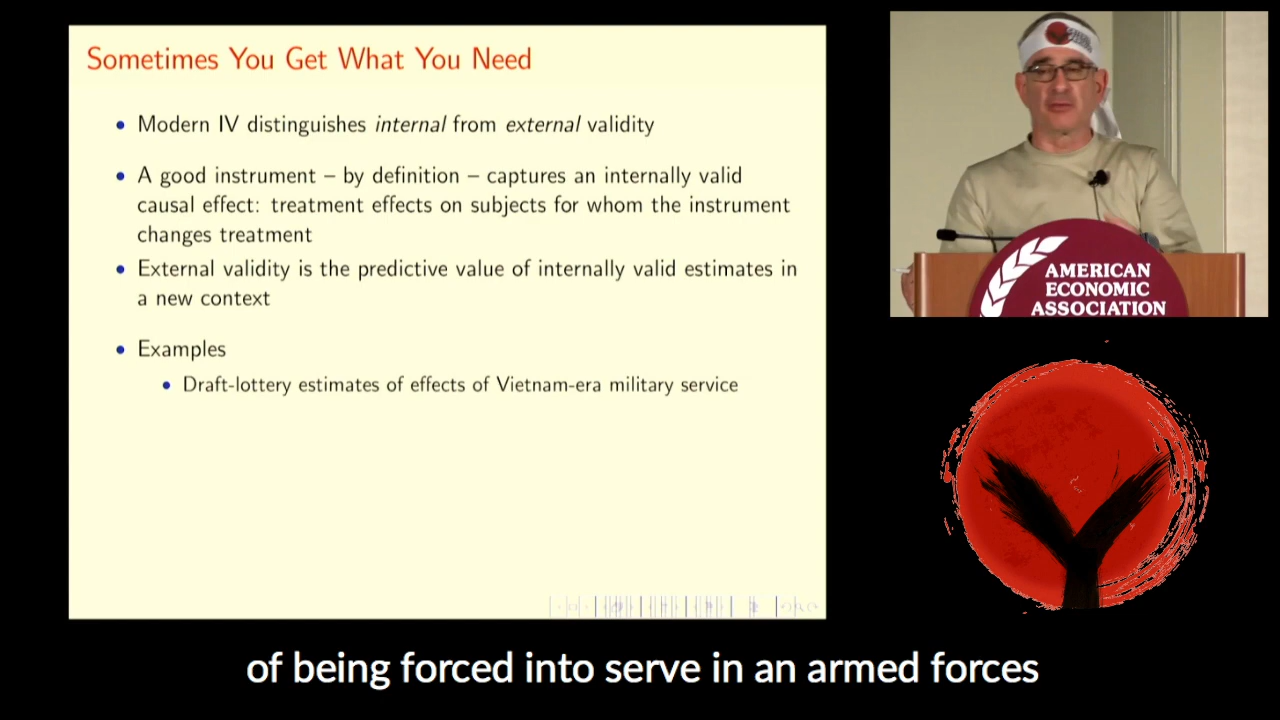 Sometimes You Get What You Need
Modern IV distinguishes internal from external validity
A good instrument – by definition – captures an internally valid
causal effect: treatment effects on subjects for whom the instrument
changes treatment
External validity is the predictive value of internally valid estimates in
a new context
Examples
Draft-lottery estimates of effects of Vietnam-era military service
AMERICAN
ECONOMIC
ASSOCIATION
of being forced into serve in an armed forces